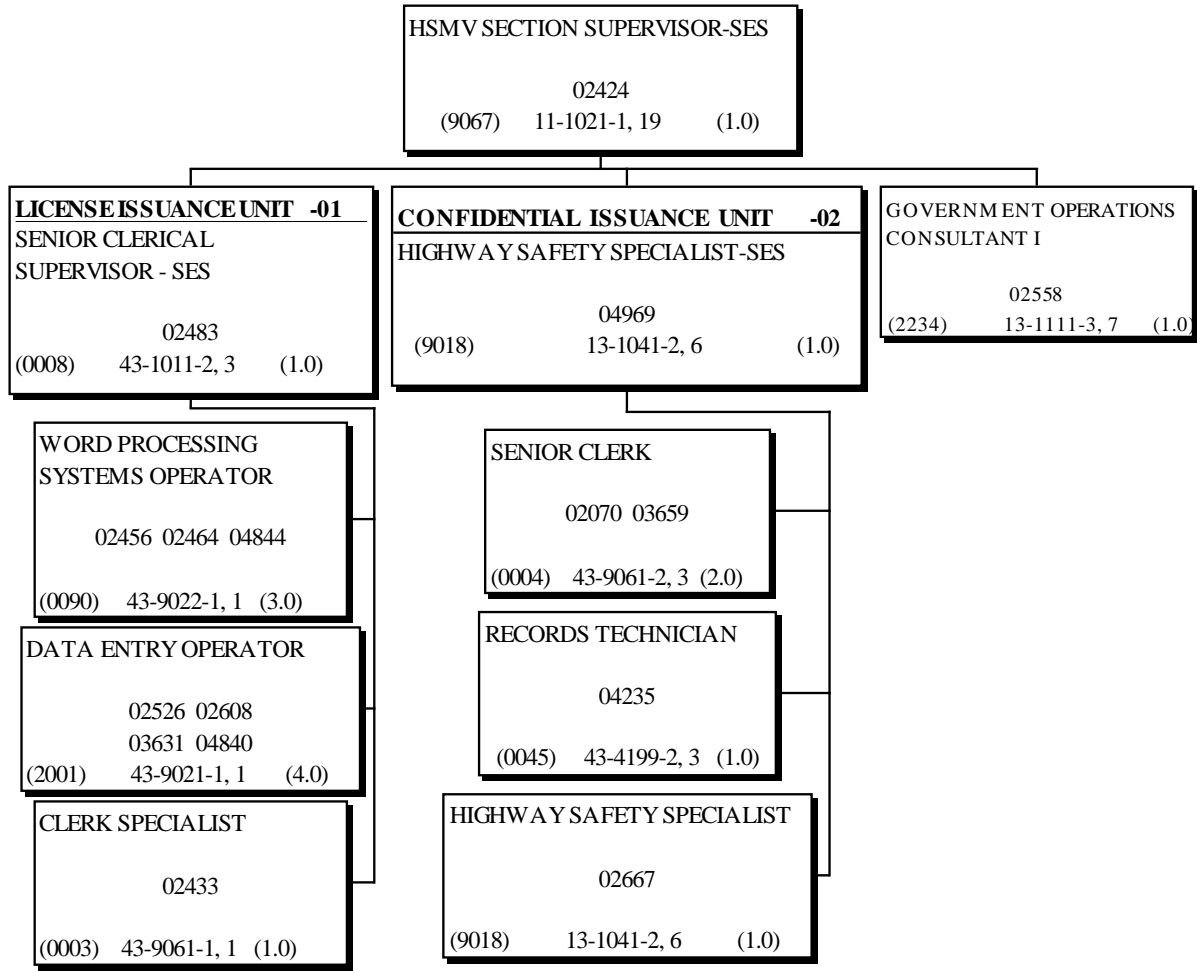 HSMV SECTION SUPERVISOR-SES
02424
(9067) 11-1021-1, 19 (1.0)
LICENSE ISSUANCE UNIT -01
SENIOR CLERICAL
SUPERVISOR - SES
02483
(0008) 43-1011-2, 3 (1.0)
CONFIDENTIAL ISSUANCE UNIT -02
HIGHWAY SAFETY SPECIALIST-SES
04969
(9018) 13-1041-2, 6 (1.0)
GOVERNMENT OPERATIONS
CONSULTANT I
02558
(2234) 13-1111-3, 7 (1.0)
WORD PROCESSING
SYSTEMS OPERATOR
02456 02464 04844
(0090) 43-9022-1, 1 (3.0)
DATA ENTRY OPERATOR
02526 02608
03631 04840
(2001) 43-9021-1, 1 (4.0)
CLERK SPECIALIST
02433
(0003) 43-9061-1, 1 (1.0)
SENIOR CLERK
02070 03659
(0004) 43-9061-2, 3 (2.0)
RECORDS TECHNICIAN
04235
(0045) 43-4199-2, 3 (1.0)
HIGHWAY SAFETY SPECIALIST
02667
(9018) 13-1041-2, 6 (1.0)